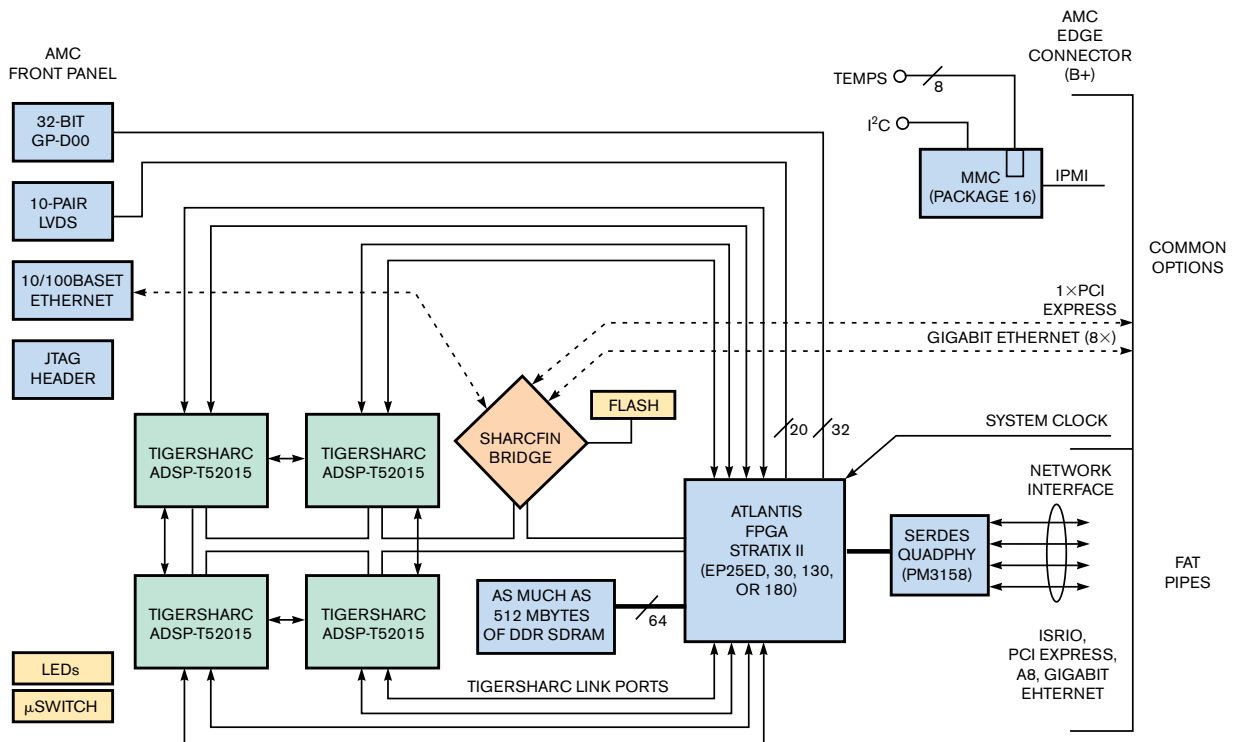 AMC
FRONT PANEL
32-BIT
GP-D00
10-PAIR
LVDS
10/100BASET
ETHERNET
JTAG
HEADER
LEDs
µSWITCH
TIGERSHARC
ADSP-T52015
TIGERSHARC
ADSP-T52015
TIGERSHARC
ADSP-T52015
TIGERSHARC
ADSP-T52015
SHARCFIN
BRIDGE
FLASH
AS MUCH AS
512 MBYTES
OF DDR SDRAM
64
TIGERSHARC LINK PORTS
20
32
ATLANTIS
FPGA
STRATIX II
(EP25ED, 30, 130,
OR 180)
SERDES
QUADPHY
(PM3158)
TEMPS
8
I²C
MMC
(PACKAGE 16)
IPMI
AMC
EDGE
CONNECTOR
(B+)
COMMON
OPTIONS
1×PCI
EXPRESS
GIGABIT ETHERNET (8×)
SYSTEM CLOCK
NETWORK
INTERFACE
FAT
PIPES
ISRIO,
PCI EXPRESS,
A8, GIGABIT
EHTERNET